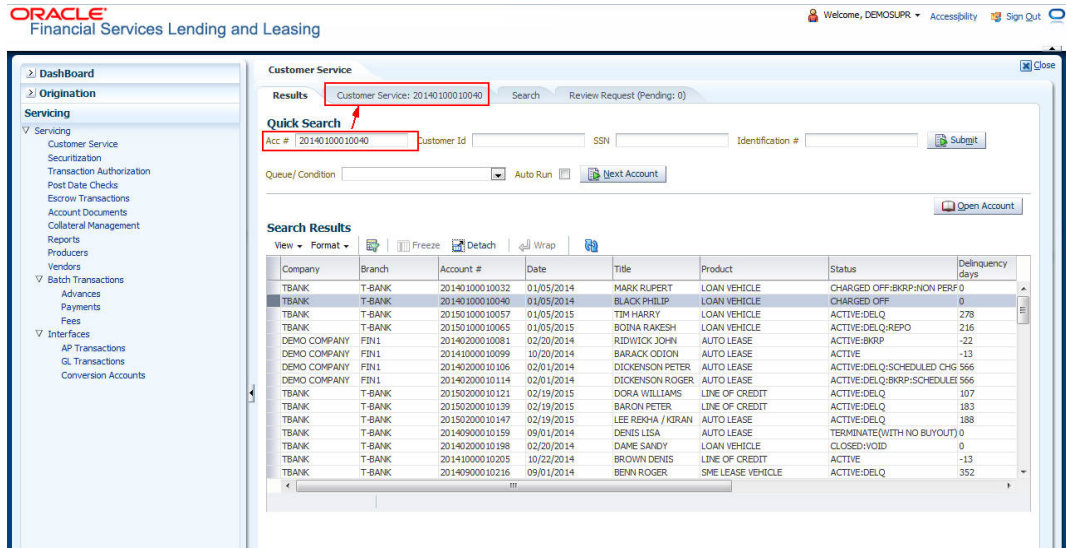 ORACLE
Financial Services Lending and Leasing
Welcome, DEMOSUPR Accessibility Sign Out
Close
DashBoard
Origination
Servicing
Servicing
Customer Service
Securitization
Transaction Authorization
Post Date Checks
Escrow Transactions
Account Documents
Collateral Management
Reports
Producers
Vendors
Batch Transactions
Advances
Payments
Fees
Interfaces
AP Transactions
GL Transactions
Conversion Accounts
Customer Service
Results Customer Service: 20140100010040 Search Review Request (Pending: 0)
Quick Search
Acc # 20140100010040 Customer Id SSN Identification # Submit
Queue/ Condition Auto Run Next Account
Open Account
Search Results
View Format Freeze Detach Wrap
Company Branch Account # Date Title Product Status Delinquency days
TBANK T-BANK 20140100010032 01/05/2014 MARK RUPERT LOAN VEHICLE CHARGED OFF:BKRP:NON PERF 0
TBANK T-BANK 20140100010040 01/05/2014 BLACK PHILIP LOAN VEHICLE CHARGED OFF 0
TBANK T-BANK 20150100010057 01/05/2015 TIM HARRY LOAN VEHICLE ACTIVE:DELQ 278
TBANK T-BANK 20150100010065 01/05/2015 BOINA RAKESH LOAN VEHICLE ACTIVE:DELQ:REPO 216
DEMO COMPANY FIN1 20140200010081 02/20/2014 RIDWICK JOHN AUTO LEASE ACTIVE:BKRP -22
DEMO COMPANY FIN1 20141000010099 10/20/2014 BARACK ODION AUTO LEASE ACTIVE -13
DEMO COMPANY FIN1 20140200010106 02/01/2014 DICKENSON PETER AUTO LEASE ACTIVE:DELQ:SCHEDULED CHG 566
DEMO COMPANY FIN1 20140200010114 02/01/2014 DICKENSON ROGER AUTO LEASE ACTIVE:DELQ:BKRP:SCHEDULE 566
TBANK T-BANK 20150200010121 02/19/2015 DORA WILLIAMS LINE OF CREDIT ACTIVE:DELQ 107
TBANK T-BANK 20150200010139 02/19/2015 BARON PETER LINE OF CREDIT ACTIVE:DELQ 183
TBANK T-BANK 20150200010147 02/19/2015 LEE REKHA / KIRAN AUTO LEASE ACTIVE:DELQ 188
TBANK T-BANK 20140900010159 09/01/2014 DENIS LISA AUTO LEASE TERMINATE(WITH NO BUYOUT) 0
TBANK T-BANK 20140200010198 02/20/2014 DAME SANDY LOAN VEHICLE CLOSED:VOID 0
TBANK T-BANK 20141000010205 10/22/2014 BROWN DENIS LINE OF CREDIT ACTIVE -13
TBANK T-BANK 20140900010216 09/01/2014 BENN ROGER SME LEASE VEHICLE ACTIVE:DELQ 352